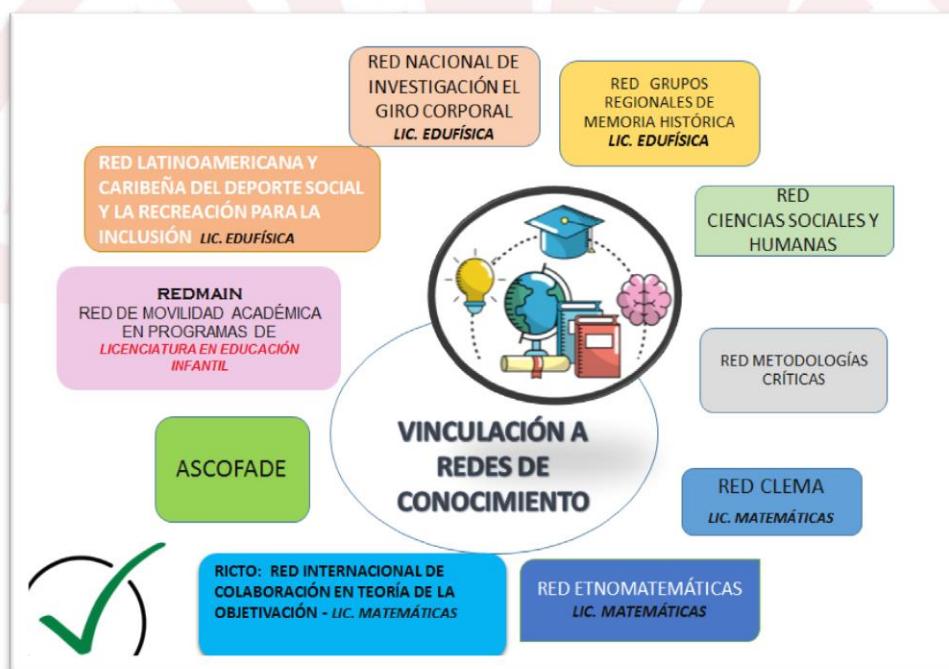 RED NACIONAL DE
INVESTIGACIÓN EL
GIRO CORPORAL
LIC. EDUFÍSICA
RED GRUPOS
REGIONALES DE
MEMORIA HISTÓRICA
LIC. EDUFÍSICA
RED LATINOAMERICANA Y
CARIBEÑA DEL DEPORTE SOCIAL
Y LA RECREACIÓN PARA LA
INCLUSIÓN LIC. EDUFÍSICA
RED
CIENCIAS SOCIALES Y
HUMANAS
REDMAIN
RED DE MOVILIDAD ACADÉMICA
EN PROGRAMAS DE
LICENCIATURA EN EDUCACIÓN
INFANTIL
RED METODOLOGÍAS
CRÍTICAS
VINCULACIÓN A
REDES DE
CONOCIMIENTO
ASCOFADE
RED CLEMA
LIC. MATEMÁTICAS
RICTO: RED INTERNACIONAL DE
COLABORACIÓN EN TEORÍA DE LA
OBJETIVACIÓN - LIC. MATEMÁTICAS
RED ETNOMATEMÁTICAS
LIC. MATEMÁTICAS